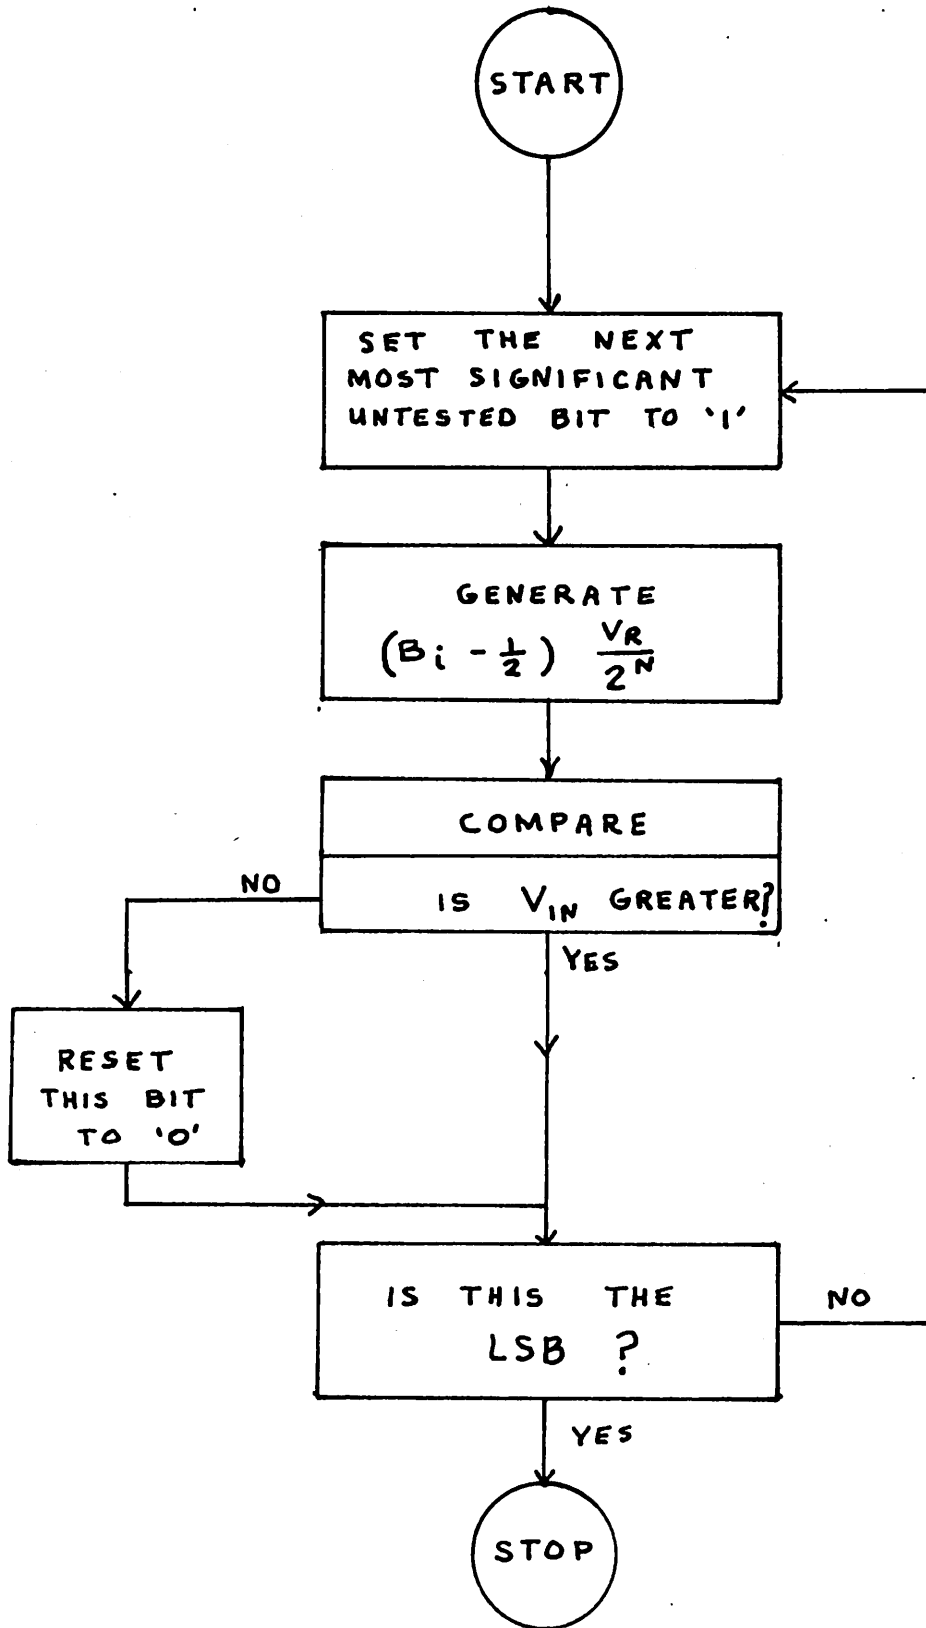 START
SET THE NEXT
MOST SIGNIFICANT
UNTESTED BIT TO '1'
GENERATE
(Bi - 1/2) VR/2^N
COMPARE
IS VIN GREATER?
NO
YES
RESET
THIS BIT
TO '0'
IS THIS THE
LSB ?
NO
YES
STOP